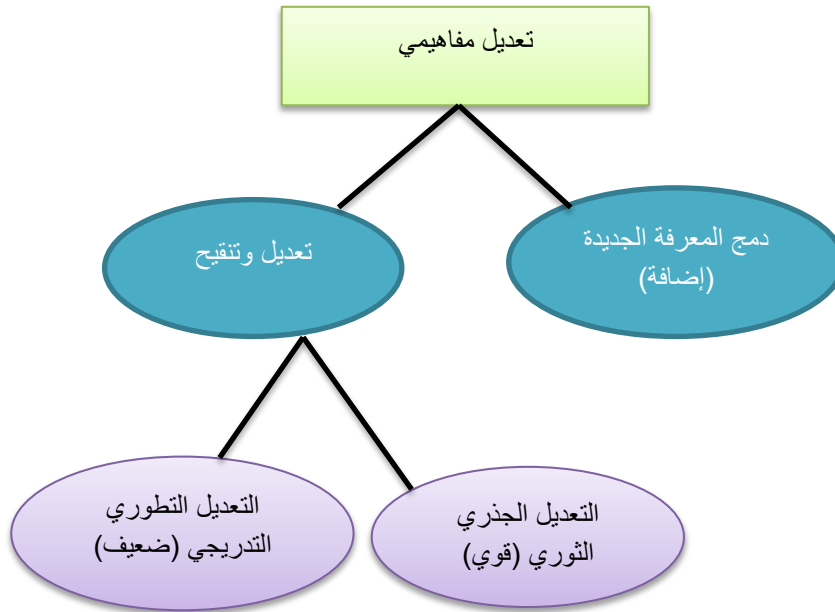 تعديل مفاهيمي
دمج المعرفة الجديدة
(إضافة)
تعديل وتنقيح
التعديل الجذري
الثوري (قوي)
التعديل التطوري
التدريجي (ضعيف)